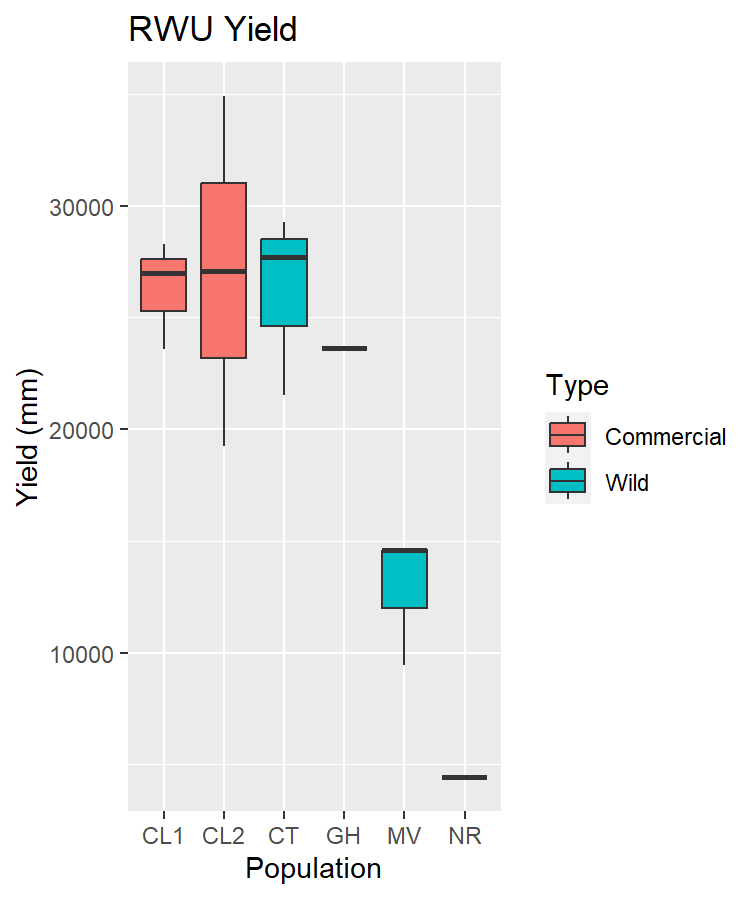 RWU Yield
30000
20000
10000
Yield (mm)
CL1 CL2 CT GH MV NR
Population
Type
Commercial
Wild